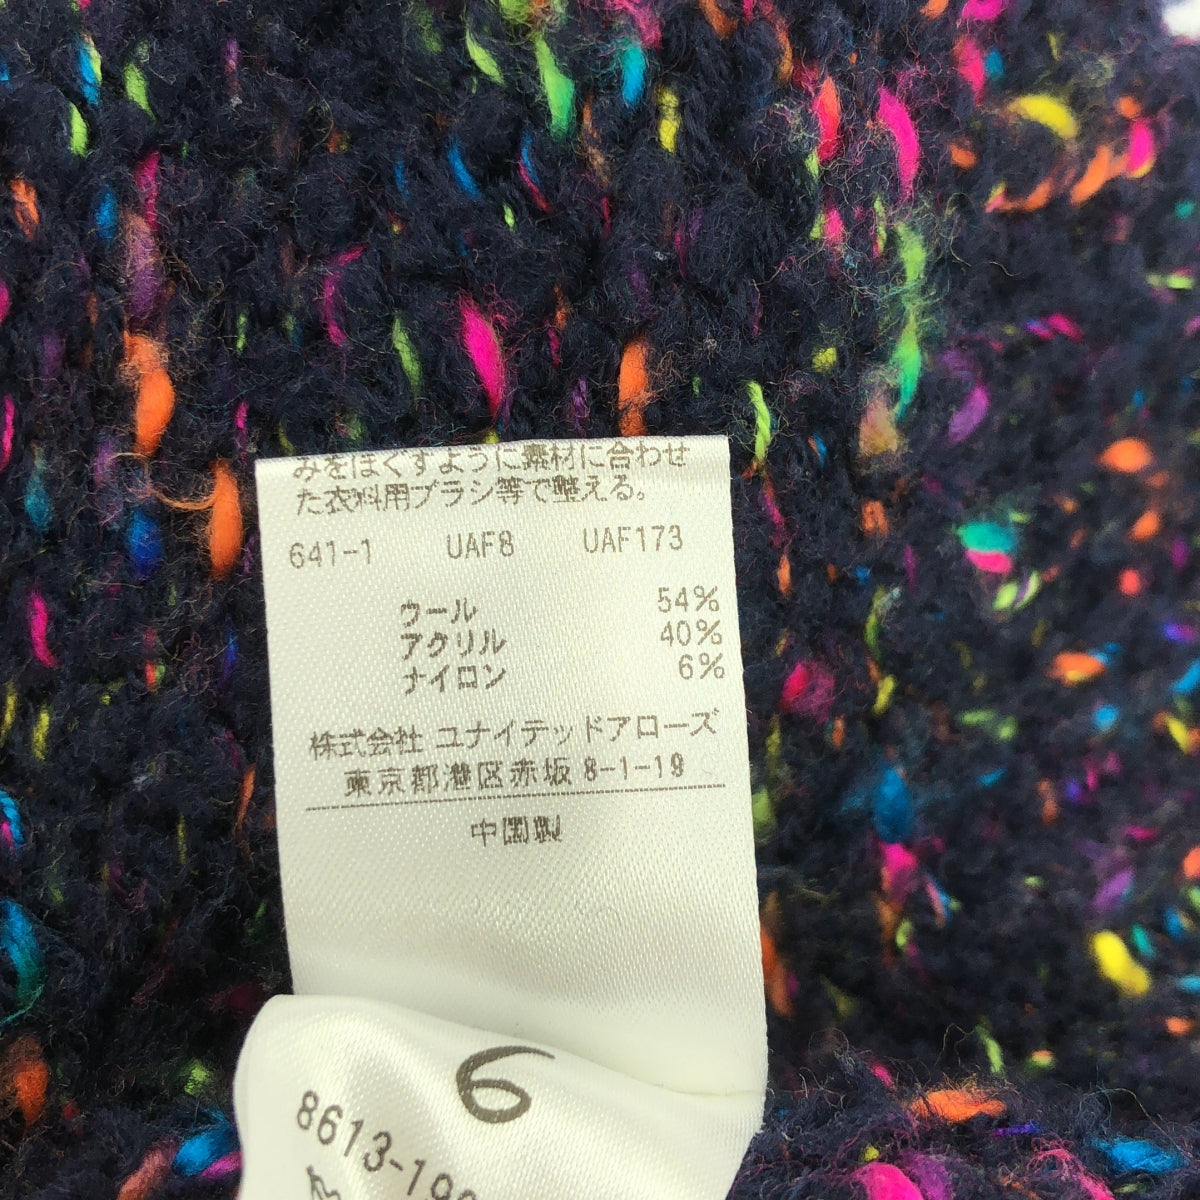 みをほぐすように素材に合わせ
た衣料用ブラシ等で整える。
641-1 UAF8 UAF173
ウール 54%
アクリル 40%
ナイロン 6%
株式会社 ユナイテッドアローズ
東京都港区赤坂 8-1-19
中国製
6
8613-199